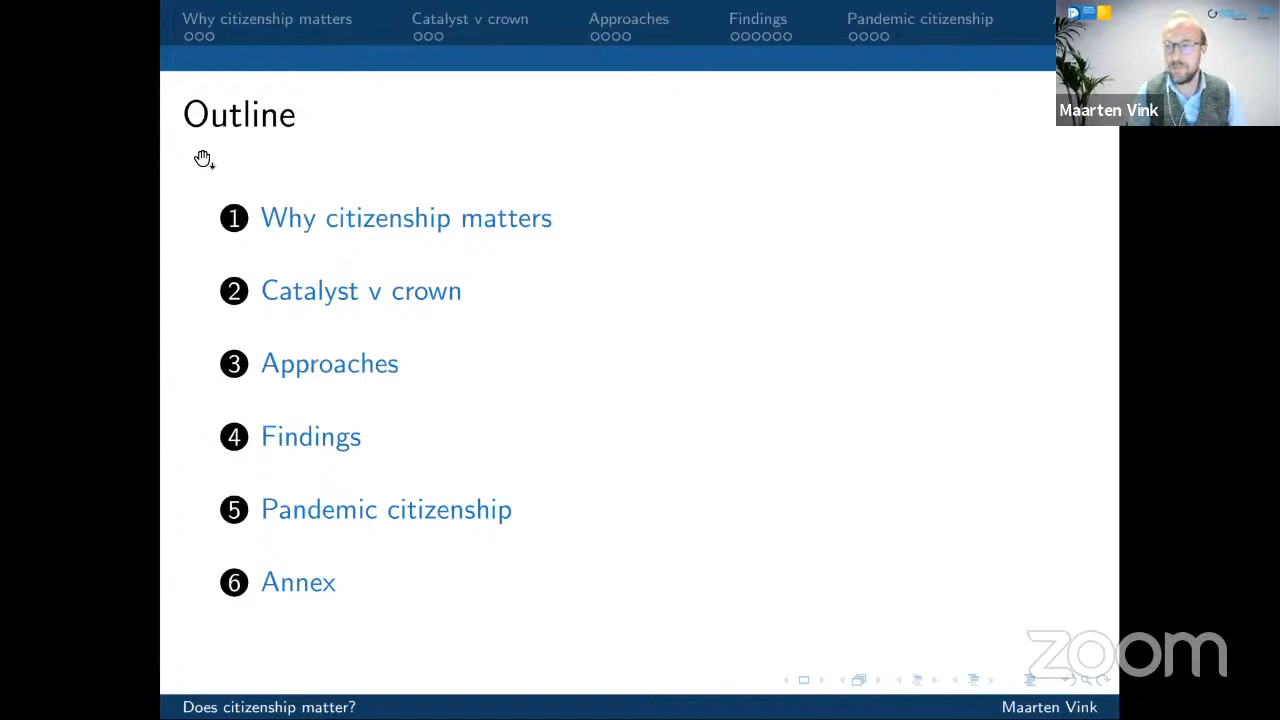 Why citizenship matters
Catalyst v crown
Approaches
Findings
Pandemic citizenship
Maarten Vink
Outline
1 Why citizenship matters
2 Catalyst v crown
3 Approaches
4 Findings
5 Pandemic citizenship
6 Annex
zoom
Does citizenship matter?
Maarten Vink